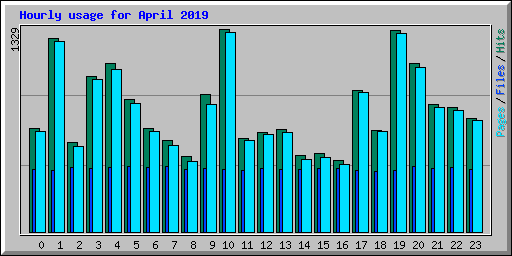 Hourly usage for April 2019
1329
Pages/Files/Hits
0 1 2 3 4 5 6 7 8 9 10 11 12 13 14 15 16 17 18 19 20 21 22 23